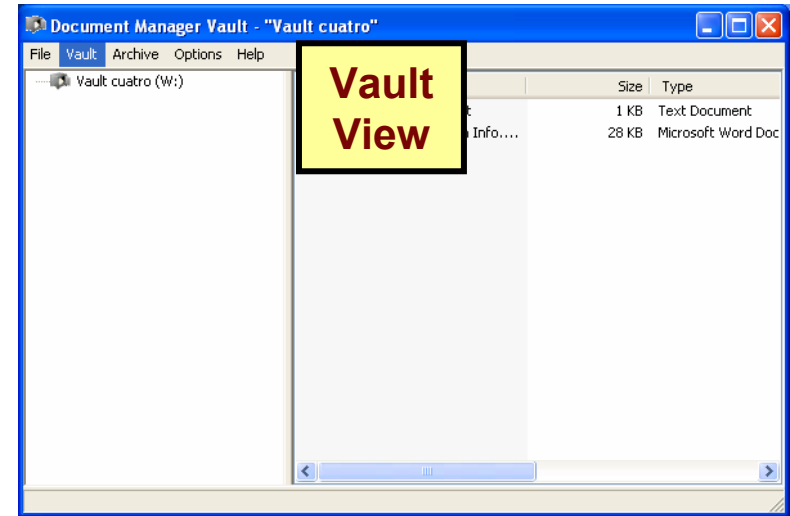 Document Manager Vault - "Vault cuatro"
File Vault Archive Options Help
Vault cuatro (W:)
Vault
View
Size Type
1 KB Text Document
Info.... 28 KB Microsoft Word Doc